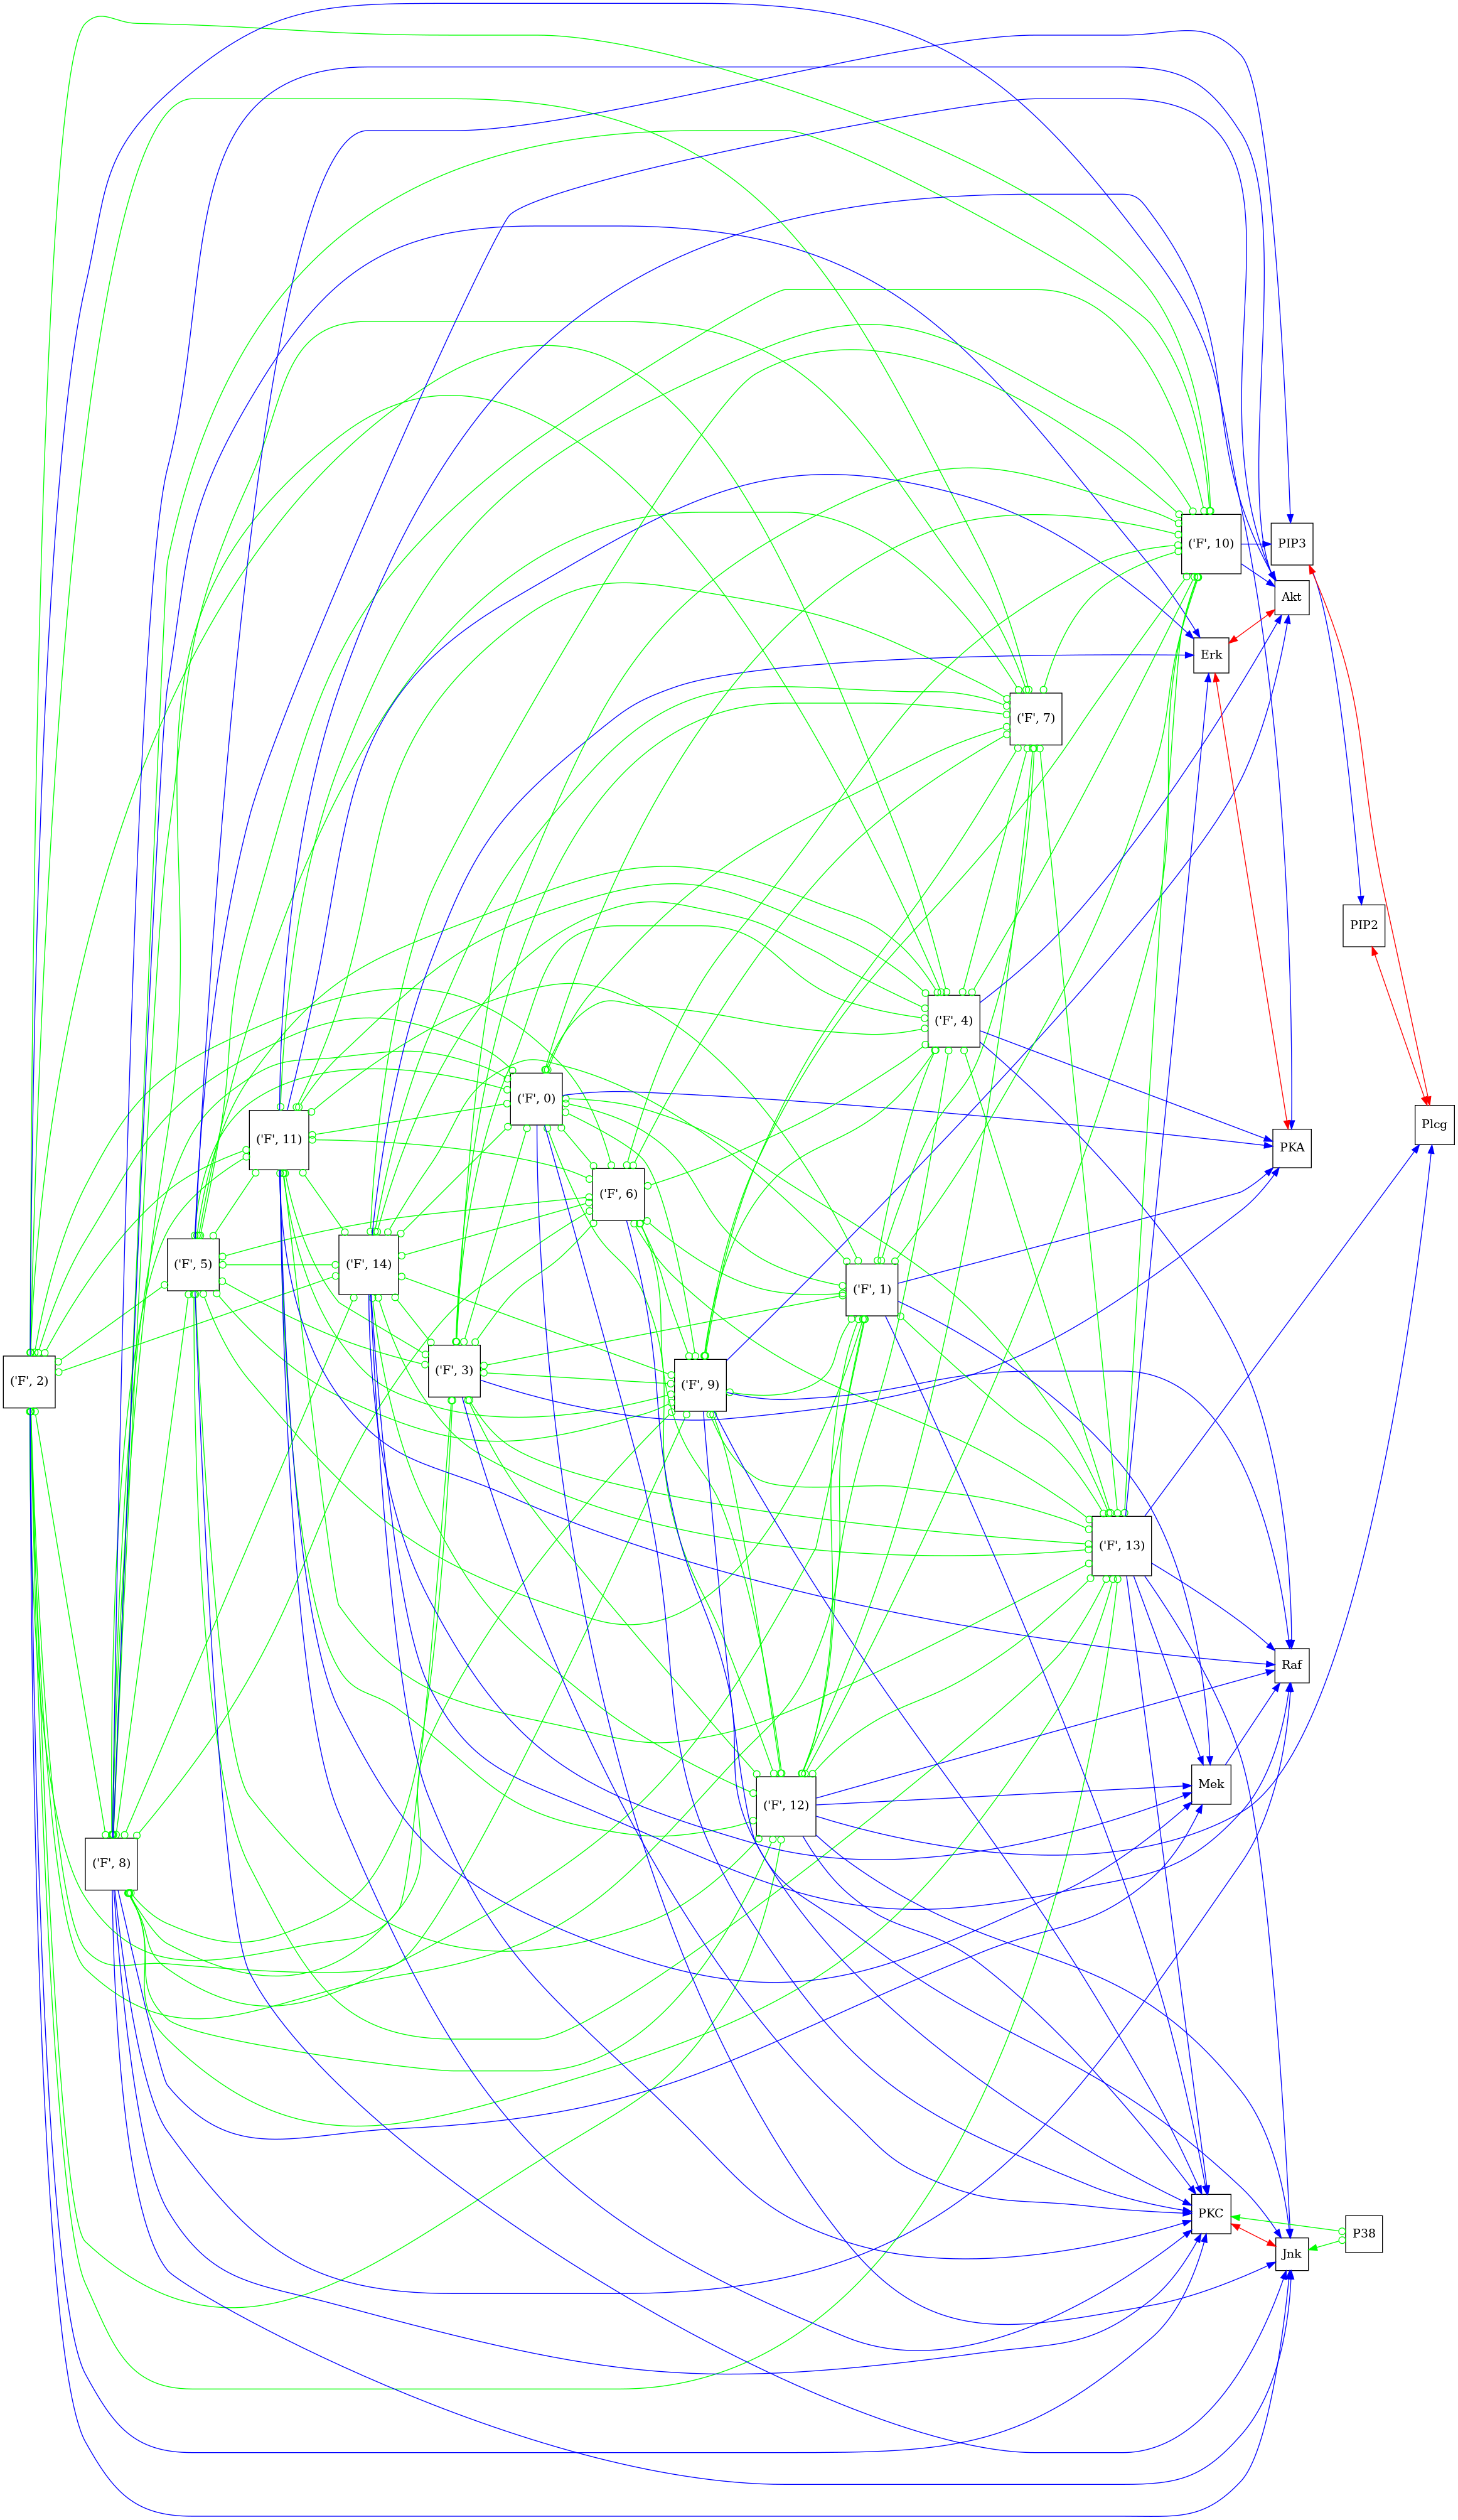 ('F', 10)
PIP3
Akt
Erk
('F', 7)
PIP2
('F', 4)
('F', 0)
Plcg
('F', 11)
PKA
('F', 6)
('F', 5)
('F', 14)
('F', 1)
('F', 3)
('F', 2)
('F', 9)
('F', 13)
Raf
Mek
('F', 12)
('F', 8)
PKC
P38
Jnk